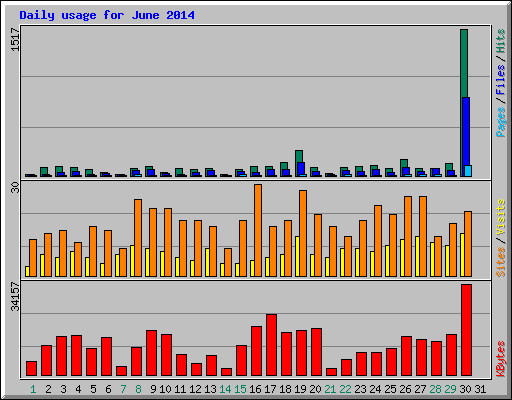 Daily usage for June 2014
1517
Pages / Files / Hits
30
Sites / Visits
34157
KBytes
1 2 3 4 5 6 7 8 9 10 11 12 13 14 15 16 17 18 19 20 21 22 23 24 25 26 27 28 29 30 31